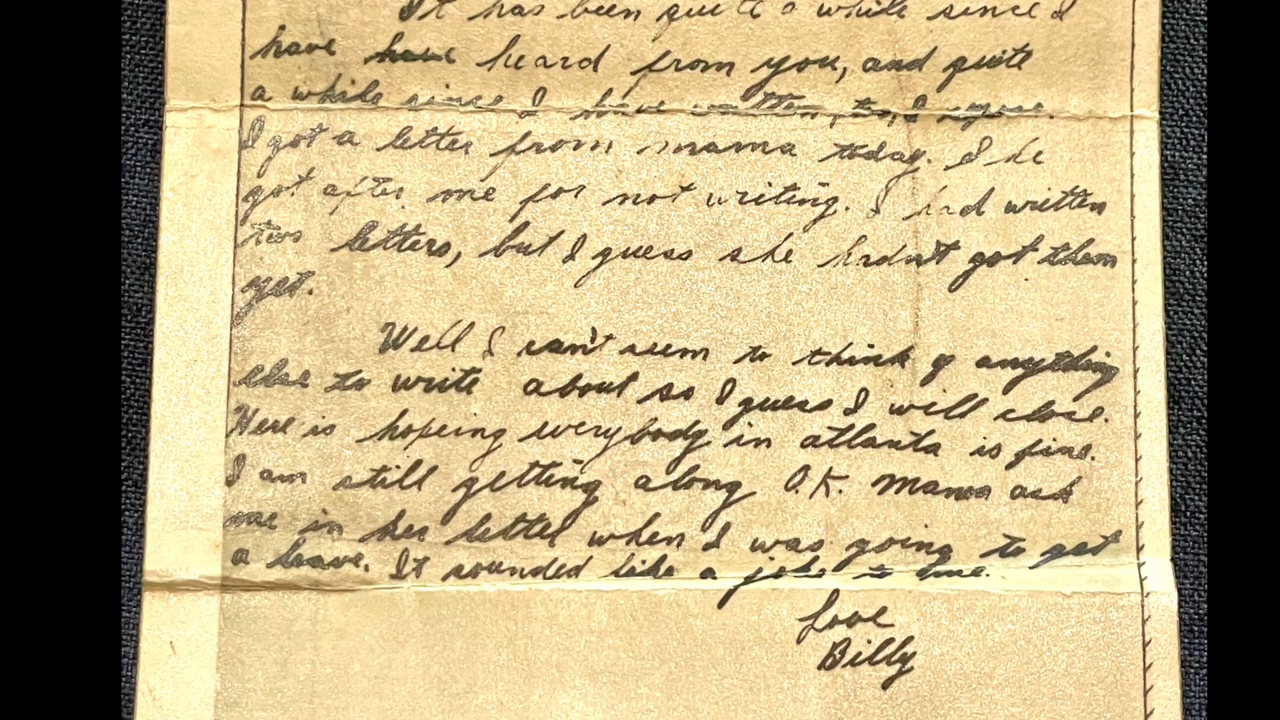 It has been quite a while since I
have have heard from you, and quite
a while since I have written, to, I guess.
I got a letter from mama today. She
got after me for not writing. I had written
two letters, but I guess she hadn't got them
yet.
Well I can't seem to think of anything
else to write about so I guess I will close.
Here is hoping everybody in atlanta is fine.
I am still getting along O.K. Mama ask
me in her letter when I was going to get
a leave. It sounded like a joke to me.
Love
Billy